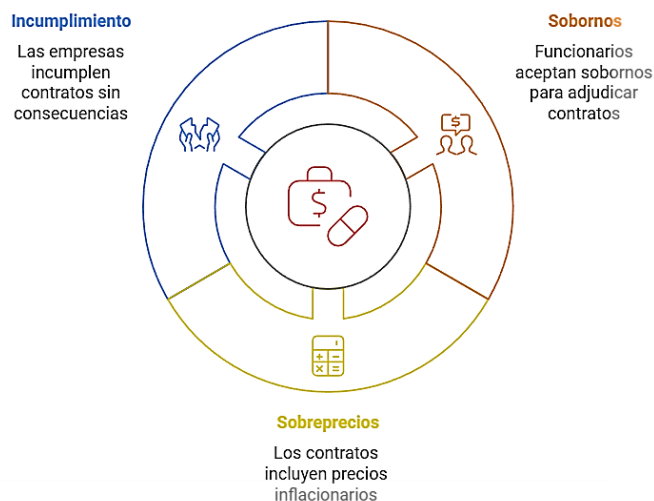 Incumplimiento
Las empresas
incumplen
contratos sin
consecuencias
Sobornos
Funcionarios
aceptan sobornos
para adjudicar
contratos
$
$
+ -
× =
Sobreprecios
Los contratos
incluyen precios
inflacionarios